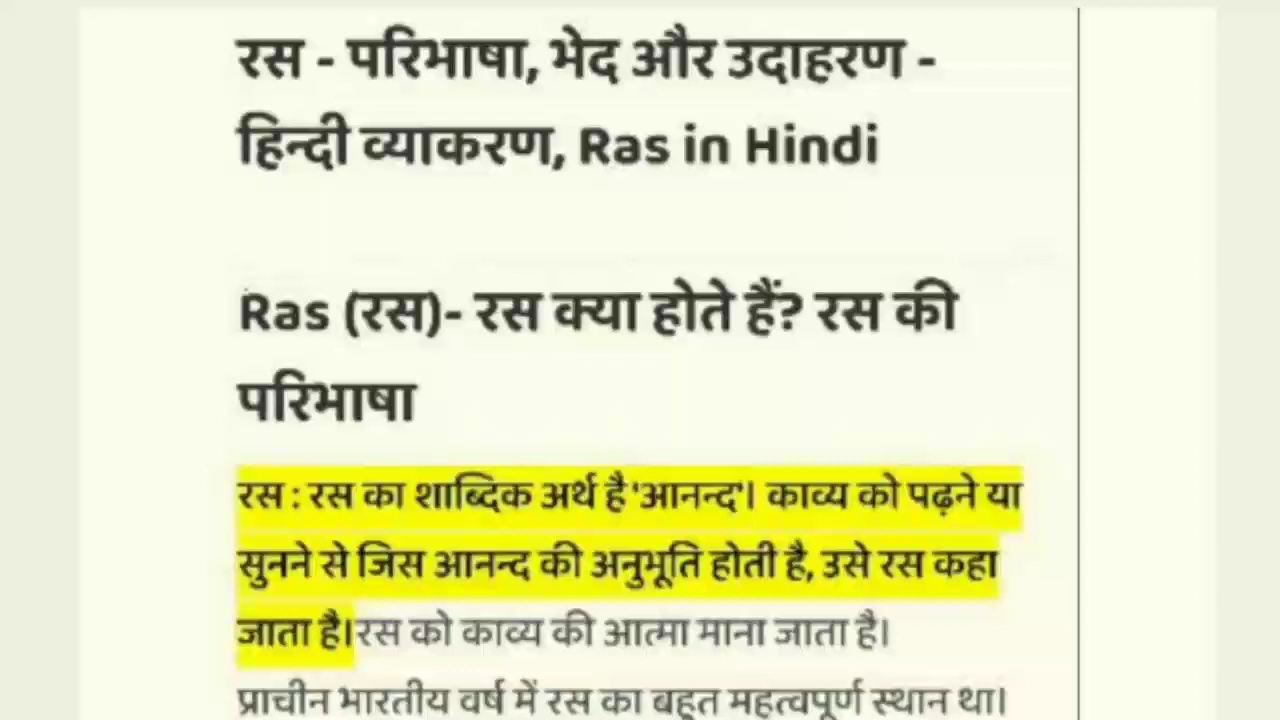 रस - परिभाषा, भेद और उदाहरण -
हिन्दी व्याकरण, Ras in Hindi
Ras (रस)- रस क्या होते हैं? रस की
परिभाषा
रस : रस का शाब्दिक अर्थ है 'आनन्द'। काव्य को पढ़ने या
सुनने से जिस आनन्द की अनुभूति होती है, उसे रस कहा
जाता है।रस को काव्य की आत्मा माना जाता है।
प्राचीन भारतीय वर्ष में रस का बहुत महत्वपूर्ण स्थान था।